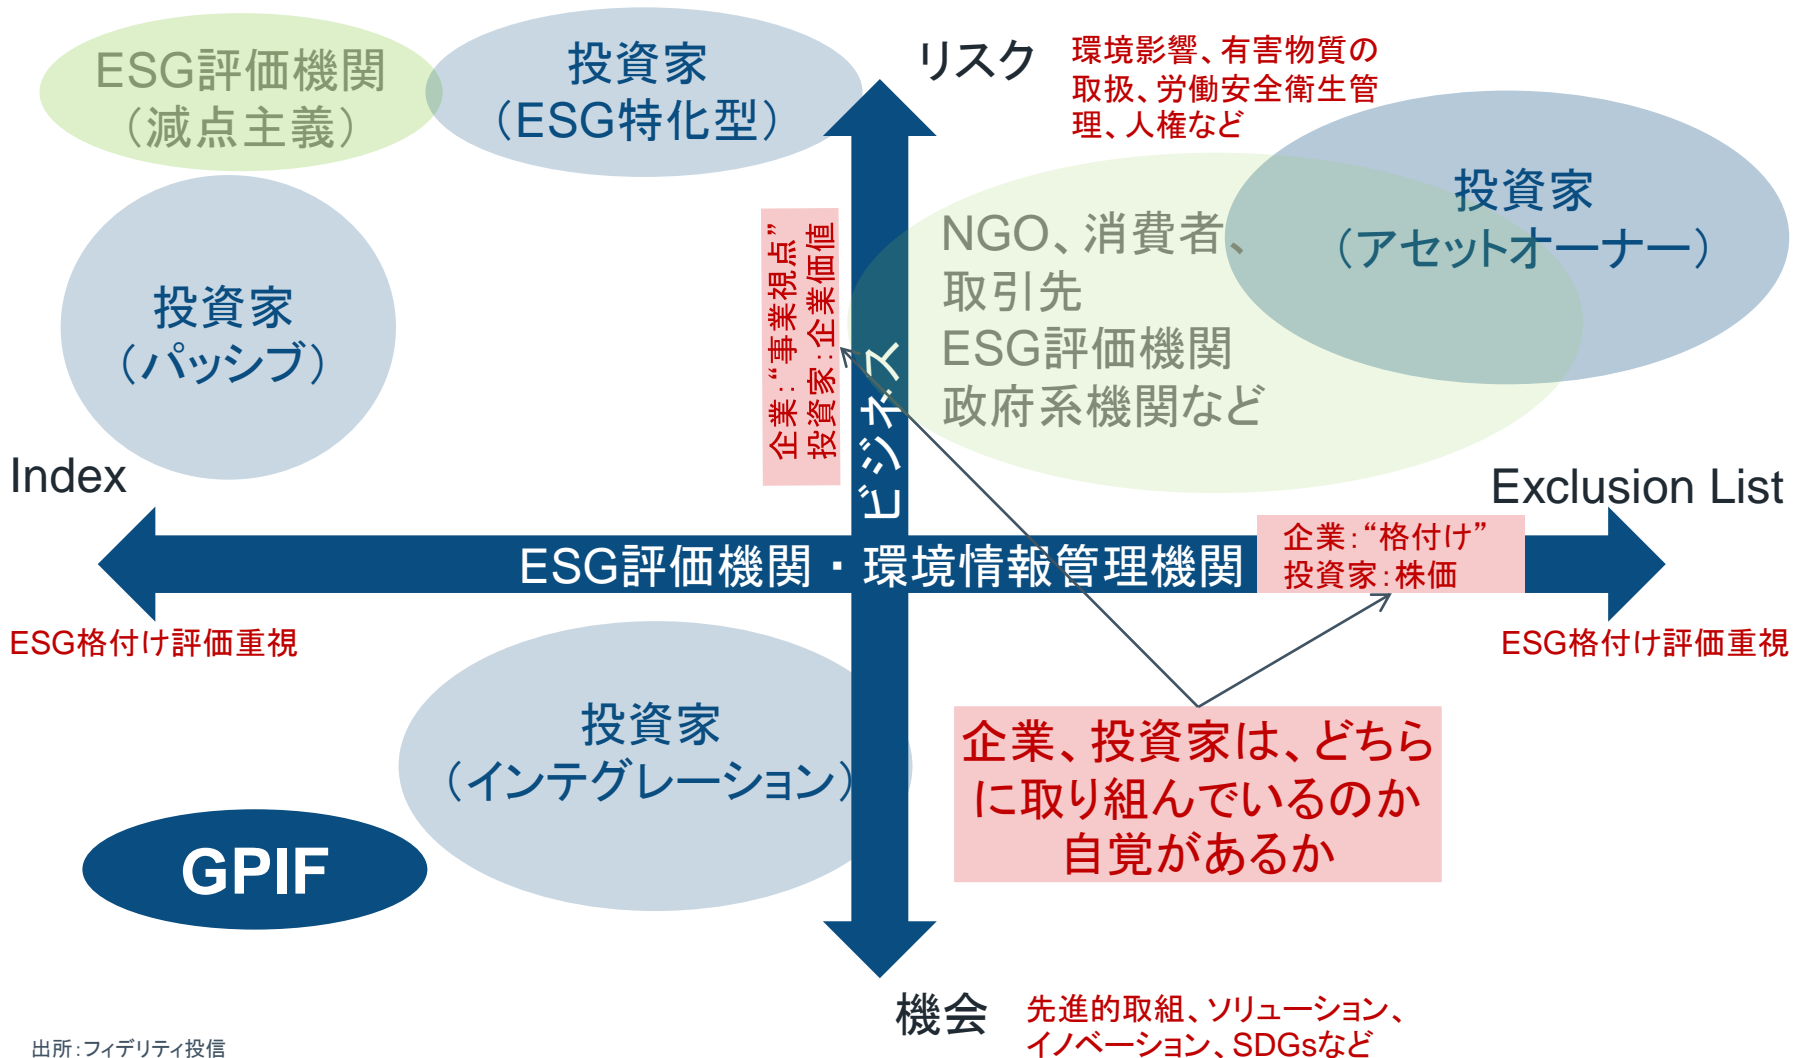 ESG評価機関
（減点主義）
投資家
（ESG特化型）
リスク
環境影響、有害物質の
取扱、労働安全衛生管
理、人権など
投資家
（アセットオーナー）
NGO、消費者、
取引先
ESG評価機関
政府系機関など
投資家
（パッシブ）
企業：“事業視点”
投資家：企業価値
ビジネス
Index
Exclusion List
ESG評価機関・環境情報管理機関
企業：“格付け”
投資家：株価
ESG格付け評価重視
ESG格付け評価重視
投資家
（インテグレーション）
企業、投資家は、どちら
に取り組んでいるのか
自覚があるか
GPIF
機会
先進的取組、ソリューション、
イノベーション、SDGsなど
出所：フィデリティ投信